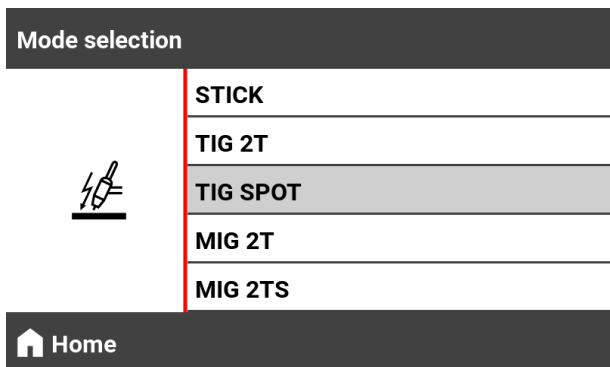 Mode selection
STICK
TIG 2T
TIG SPOT
MIG 2T
MIG 2TS
Home